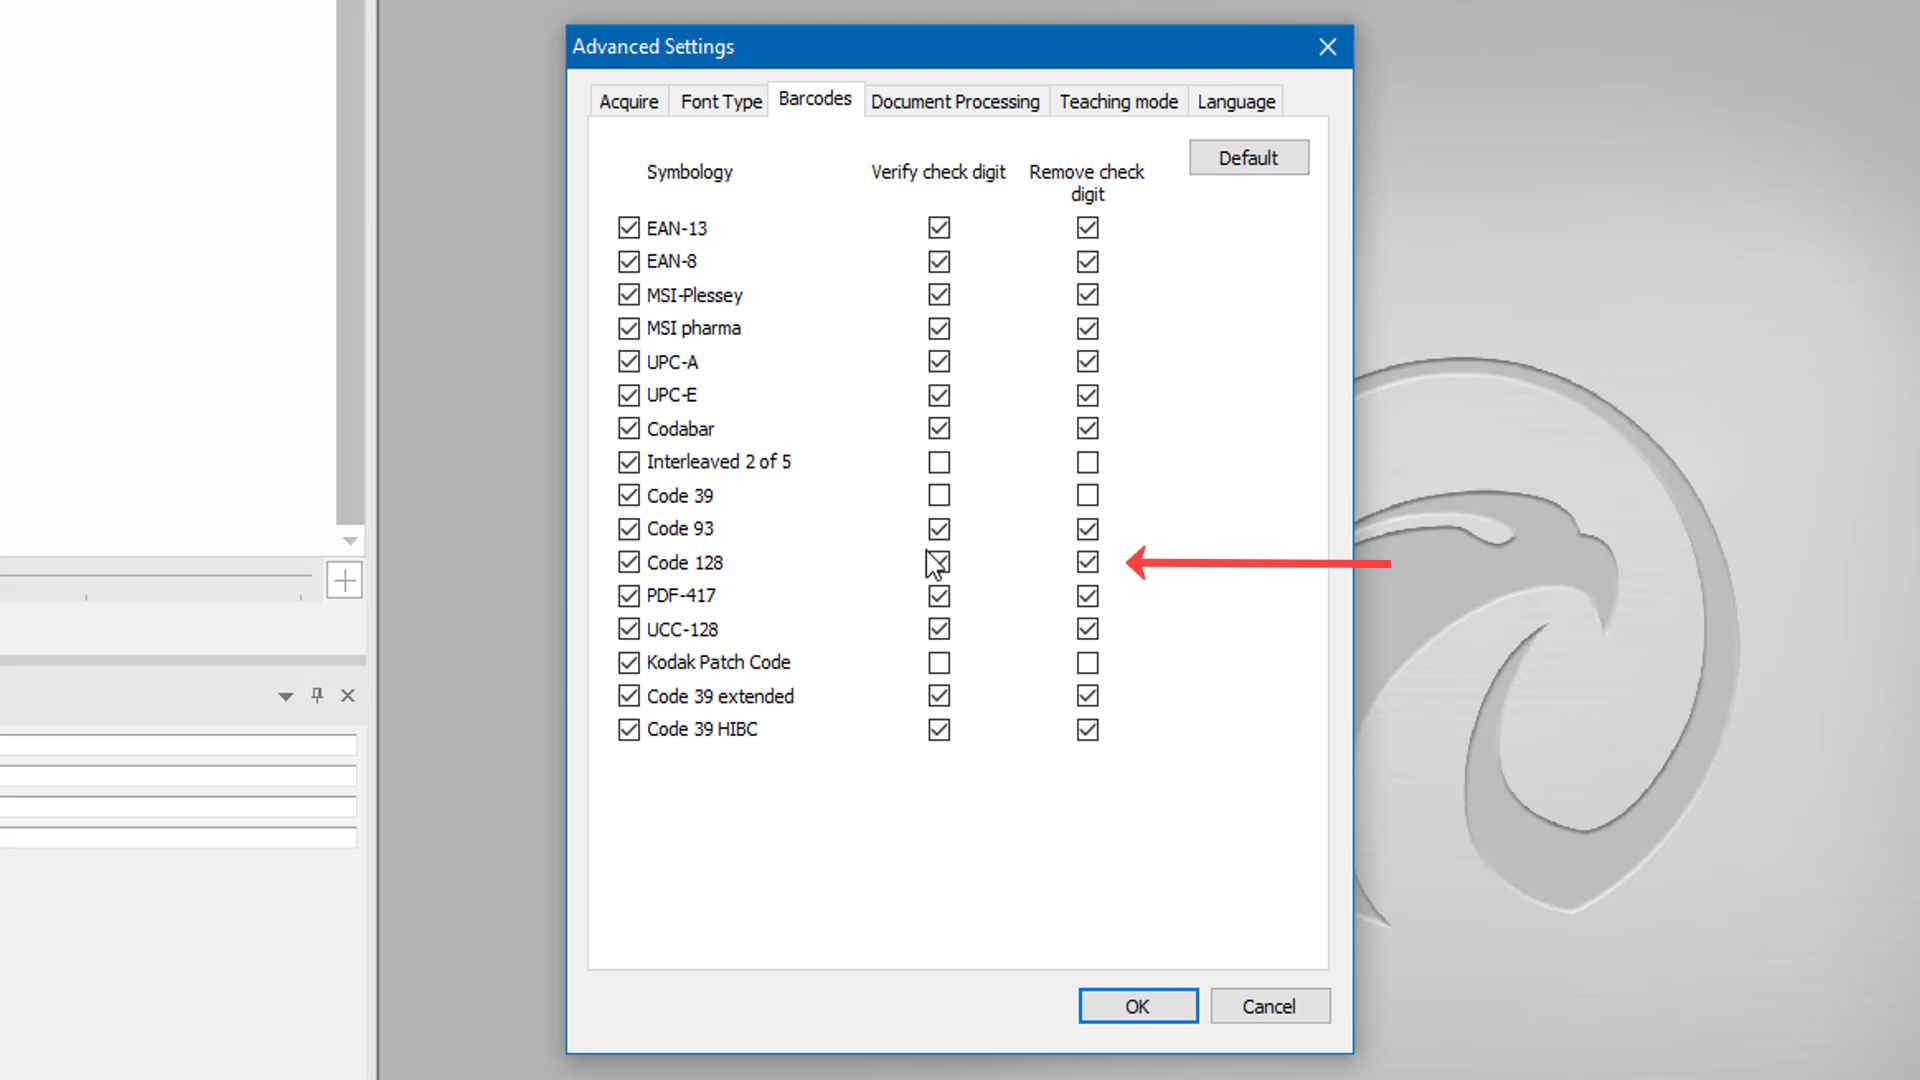 Advanced Settings
Acquire Font Type Barcodes Document Processing Teaching mode Language
Default
Symbology Verify check digit Remove check
digit
EAN-13
EAN-8
MSI-Plessey
MSI pharma
UPC-A
UPC-E
Codabar
Interleaved 2 of 5
Code 39
Code 93
Code 128
PDF-417
UCC-128
Kodak Patch Code
Code 39 extended
Code 39 HIBC
OK Cancel